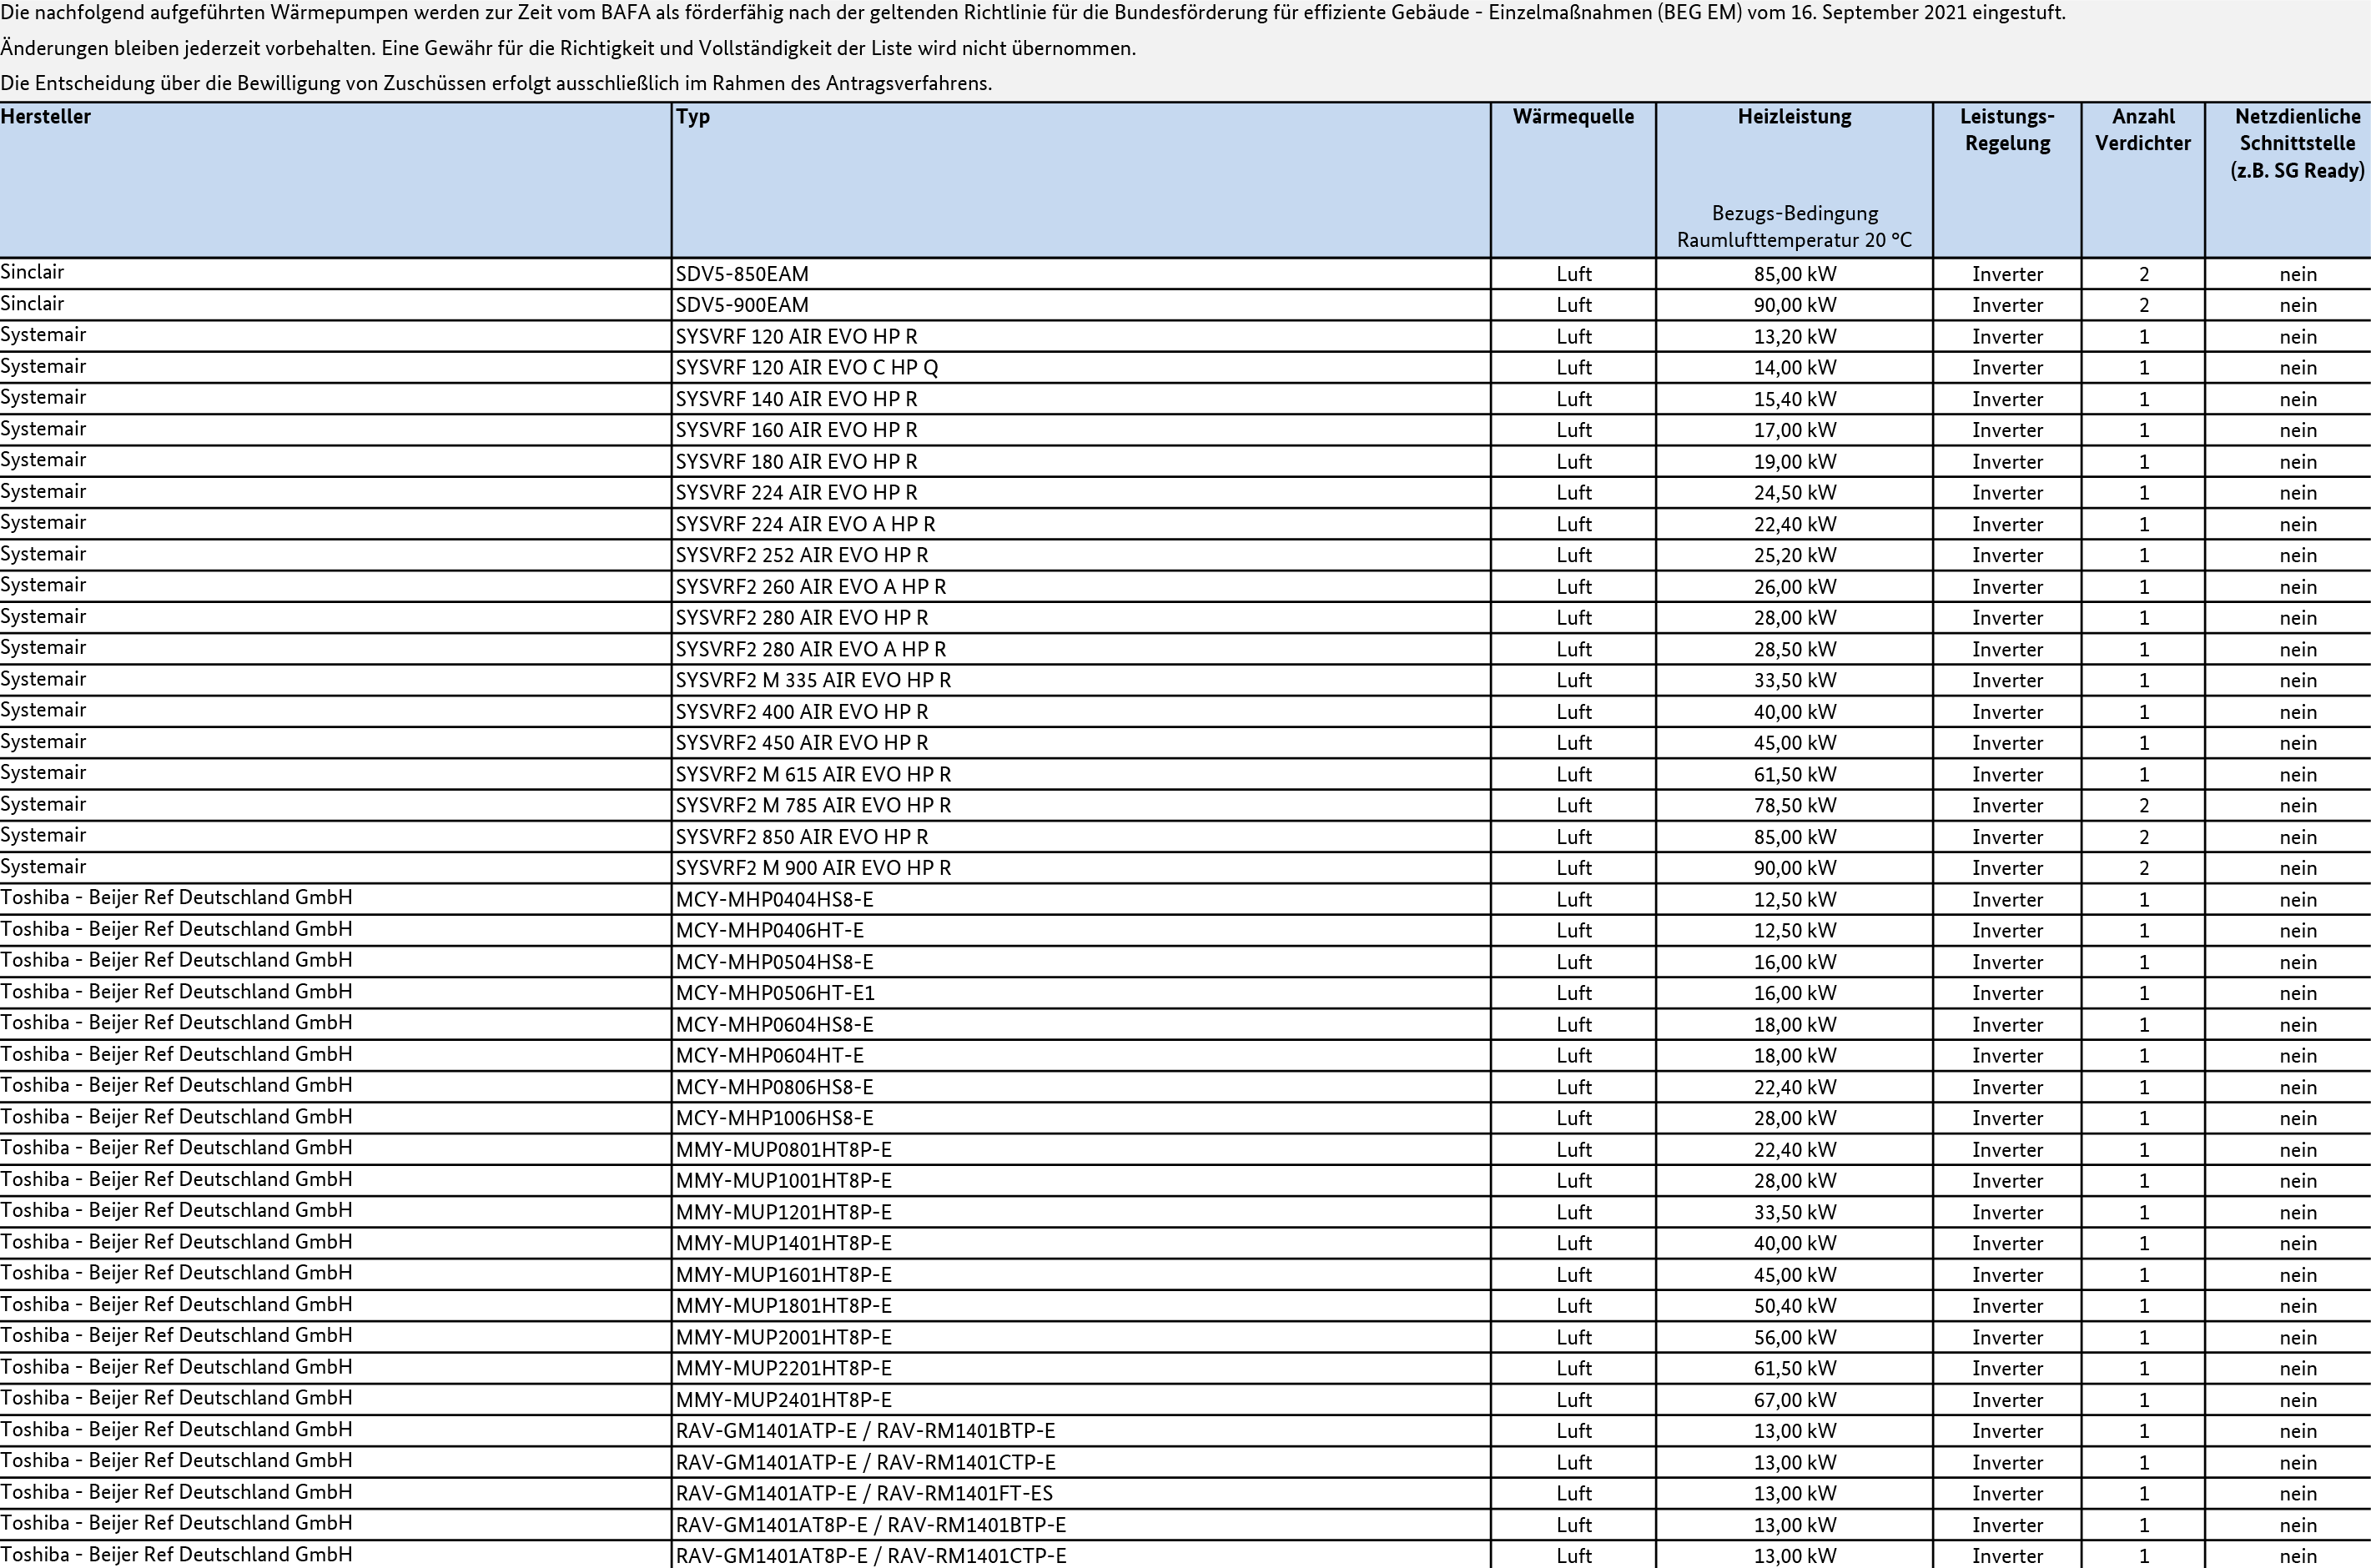 Die nachfolgend aufgeführten Wärmepumpen werden zur Zeit vom BAFA als förderfähig nach der geltenden Richtlinie für die Bundesförderung für effiziente Gebäude - Einzelmaßnahmen (BEG EM) vom 16. September 2021 eingestuft.
Änderungen bleiben jederzeit vorbehalten. Eine Gewähr für die Richtigkeit und Vollständigkeit der Liste wird nicht übernommen.
Die Entscheidung über die Bewilligung von Zuschüssen erfolgt ausschließlich im Rahmen des Antragsverfahrens.
Hersteller Typ Wärmequelle Heizleistung Leistungs- Anzahl Netzdienliche
Regelung Verdichter Schnittstelle
(z.B. SG Ready)
Bezugs-Bedingung
Raumlufttemperatur 20 °C
Sinclair SDV5-850EAM Luft 85,00 kW Inverter 2 nein
Sinclair SDV5-900EAM Luft 90,00 kW Inverter 2 nein
Systemair SYSVRF 120 AIR EVO HP R Luft 13,20 kW Inverter 1 nein
Systemair SYSVRF 120 AIR EVO C HP Q Luft 14,00 kW Inverter 1 nein
Systemair SYSVRF 140 AIR EVO HP R Luft 15,40 kW Inverter 1 nein
Systemair SYSVRF 160 AIR EVO HP R Luft 17,00 kW Inverter 1 nein
Systemair SYSVRF 180 AIR EVO HP R Luft 19,00 kW Inverter 1 nein
Systemair SYSVRF 224 AIR EVO HP R Luft 24,50 kW Inverter 1 nein
Systemair SYSVRF 224 AIR EVO A HP R Luft 22,40 kW Inverter 1 nein
Systemair SYSVRF2 252 AIR EVO HP R Luft 25,20 kW Inverter 1 nein
Systemair SYSVRF2 260 AIR EVO A HP R Luft 26,00 kW Inverter 1 nein
Systemair SYSVRF2 280 AIR EVO HP R Luft 28,00 kW Inverter 1 nein
Systemair SYSVRF2 280 AIR EVO A HP R Luft 28,50 kW Inverter 1 nein
Systemair SYSVRF2 M 335 AIR EVO HP R Luft 33,50 kW Inverter 1 nein
Systemair SYSVRF2 400 AIR EVO HP R Luft 40,00 kW Inverter 1 nein
Systemair SYSVRF2 450 AIR EVO HP R Luft 45,00 kW Inverter 1 nein
Systemair SYSVRF2 M 615 AIR EVO HP R Luft 61,50 kW Inverter 1 nein
Systemair SYSVRF2 M 785 AIR EVO HP R Luft 78,50 kW Inverter 2 nein
Systemair SYSVRF2 850 AIR EVO HP R Luft 85,00 kW Inverter 2 nein
Systemair SYSVRF2 M 900 AIR EVO HP R Luft 90,00 kW Inverter 2 nein
Toshiba - Beijer Ref Deutschland GmbH MCY-MHP0404HS8-E Luft 12,50 kW Inverter 1 nein
Toshiba - Beijer Ref Deutschland GmbH MCY-MHP0406HT-E Luft 12,50 kW Inverter 1 nein
Toshiba - Beijer Ref Deutschland GmbH MCY-MHP0504HS8-E Luft 16,00 kW Inverter 1 nein
Toshiba - Beijer Ref Deutschland GmbH MCY-MHP0506HT-E1 Luft 16,00 kW Inverter 1 nein
Toshiba - Beijer Ref Deutschland GmbH MCY-MHP0604HS8-E Luft 18,00 kW Inverter 1 nein
Toshiba - Beijer Ref Deutschland GmbH MCY-MHP0604HT-E Luft 18,00 kW Inverter 1 nein
Toshiba - Beijer Ref Deutschland GmbH MCY-MHP0806HS8-E Luft 22,40 kW Inverter 1 nein
Toshiba - Beijer Ref Deutschland GmbH MCY-MHP1006HS8-E Luft 28,00 kW Inverter 1 nein
Toshiba - Beijer Ref Deutschland GmbH MMY-MUP0801HT8P-E Luft 22,40 kW Inverter 1 nein
Toshiba - Beijer Ref Deutschland GmbH MMY-MUP1001HT8P-E Luft 28,00 kW Inverter 1 nein
Toshiba - Beijer Ref Deutschland GmbH MMY-MUP1201HT8P-E Luft 33,50 kW Inverter 1 nein
Toshiba - Beijer Ref Deutschland GmbH MMY-MUP1401HT8P-E Luft 40,00 kW Inverter 1 nein
Toshiba - Beijer Ref Deutschland GmbH MMY-MUP1601HT8P-E Luft 45,00 kW Inverter 1 nein
Toshiba - Beijer Ref Deutschland GmbH MMY-MUP1801HT8P-E Luft 50,40 kW Inverter 1 nein
Toshiba - Beijer Ref Deutschland GmbH MMY-MUP2001HT8P-E Luft 56,00 kW Inverter 1 nein
Toshiba - Beijer Ref Deutschland GmbH MMY-MUP2201HT8P-E Luft 61,50 kW Inverter 1 nein
Toshiba - Beijer Ref Deutschland GmbH MMY-MUP2401HT8P-E Luft 67,00 kW Inverter 1 nein
Toshiba - Beijer Ref Deutschland GmbH RAV-GM1401ATP-E / RAV-RM1401BTP-E Luft 13,00 kW Inverter 1 nein
Toshiba - Beijer Ref Deutschland GmbH RAV-GM1401ATP-E / RAV-RM1401CTP-E Luft 13,00 kW Inverter 1 nein
Toshiba - Beijer Ref Deutschland GmbH RAV-GM1401ATP-E / RAV-RM1401FT-ES Luft 13,00 kW Inverter 1 nein
Toshiba - Beijer Ref Deutschland GmbH RAV-GM1401AT8P-E / RAV-RM1401BTP-E Luft 13,00 kW Inverter 1 nein
Toshiba - Beijer Ref Deutschland GmbH RAV-GM1401AT8P-E / RAV-RM1401CTP-E Luft 13,00 kW Inverter 1 nein